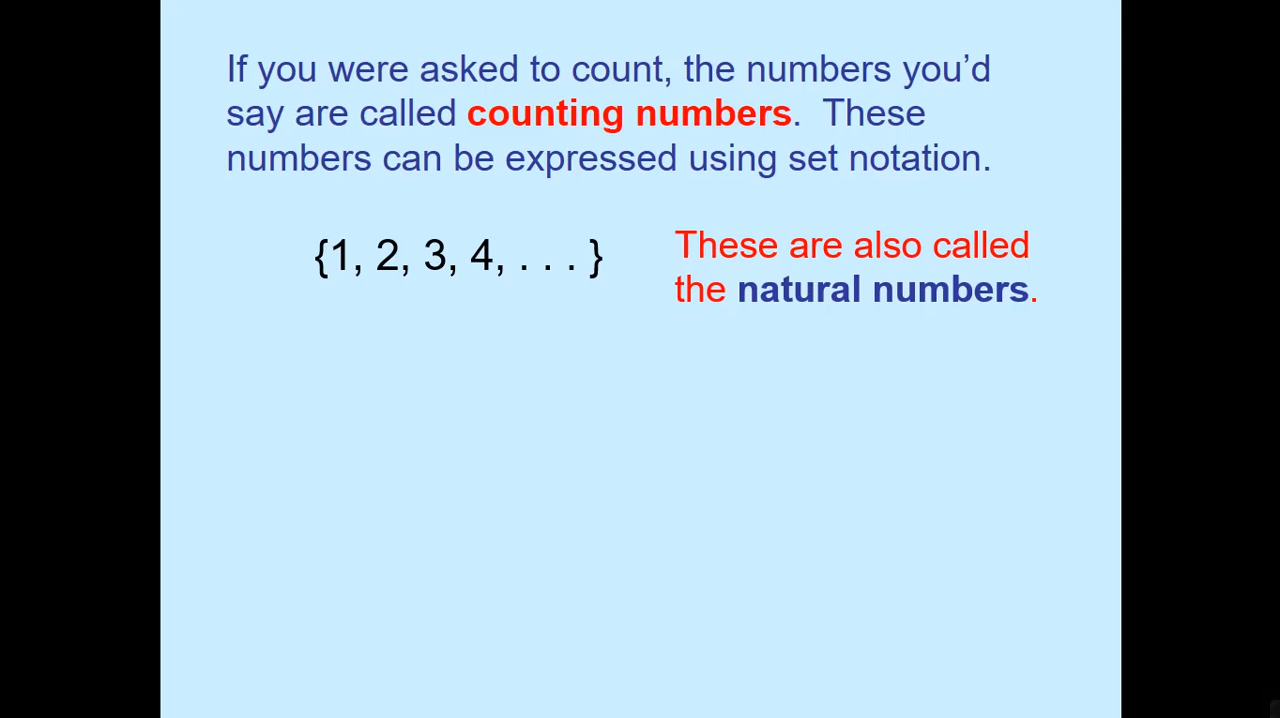 If you were asked to count, the numbers you’d
say are called counting numbers.  These
numbers can be expressed using set notation.
{1, 2, 3, 4, . . . }
These are also called
the natural numbers.